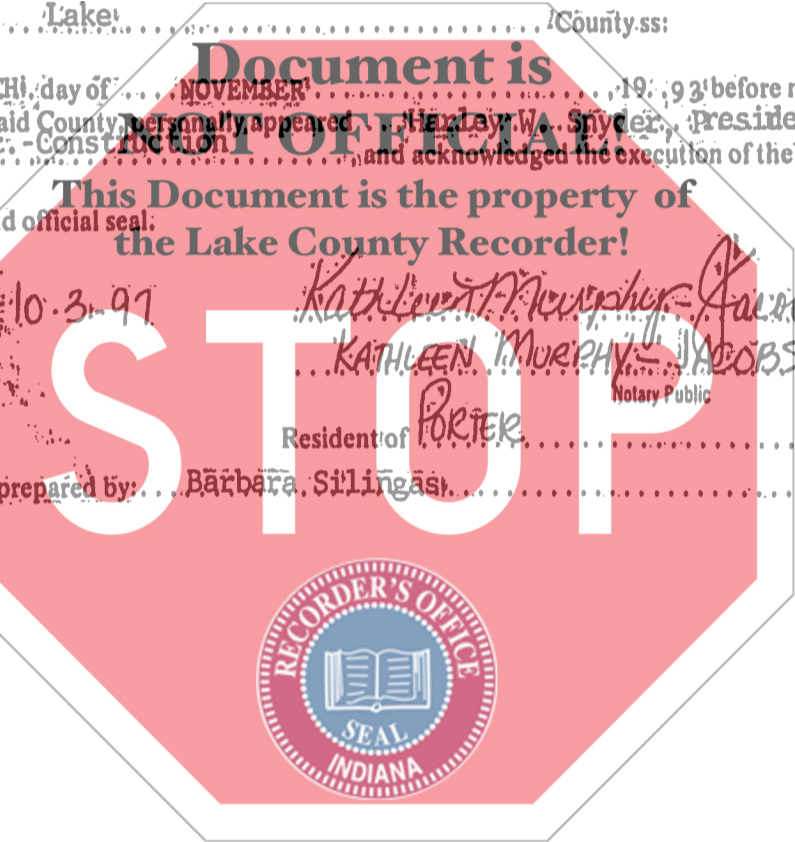 Lake County ss:
Document is
day of NOVEMBER 19 93 before
NOT OFFICIAL!
aid County, personally appeared Harley W. Snyder, Preside
Construction and acknowledged the execution of the
This Document is the property of
d official seal.
the Lake County Recorder!
10-3-97 Kathleen Murphy-Jacob
KATHLEEN MURPHY-JACOBS
Notary Public
STOP
Resident of PORTER
prepared by: Barbara Silingas
RECORDER'S OFFICE
SEAL
INDIANA